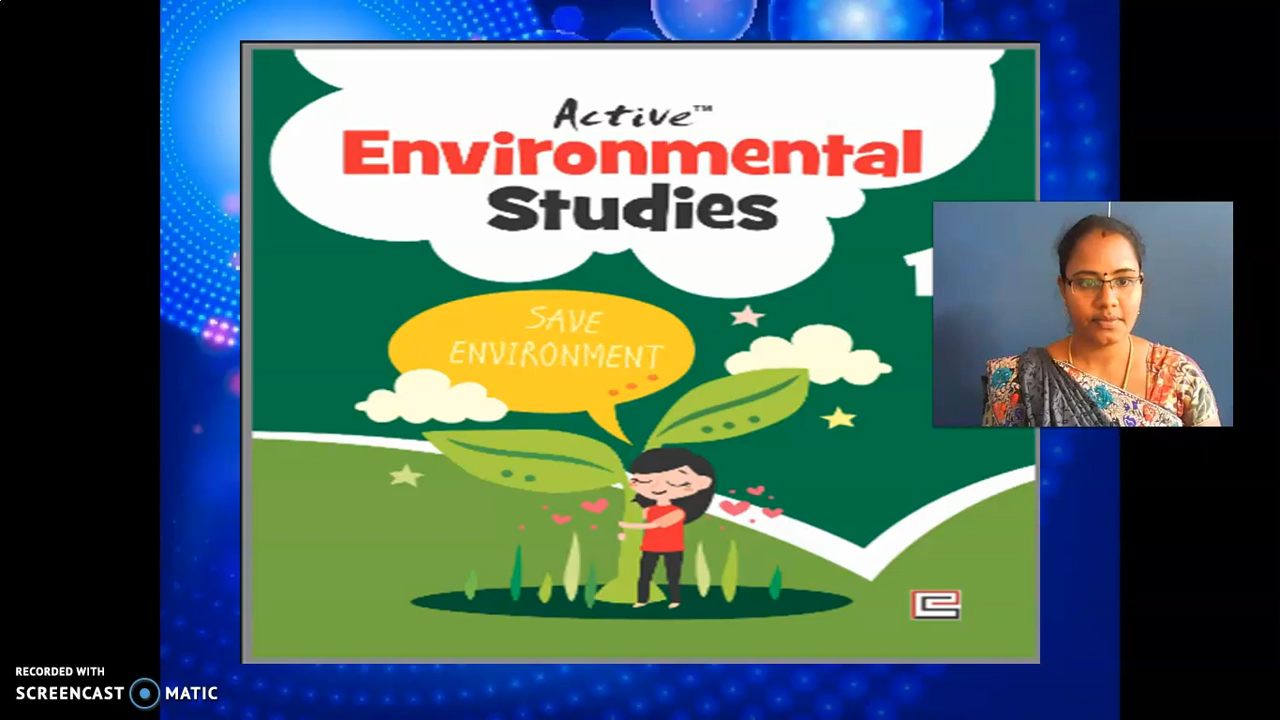 Active™
Environmental
Studies
1
SAVE
ENVIRONMENT
RECORDED WITH
SCREENCAST MATIC